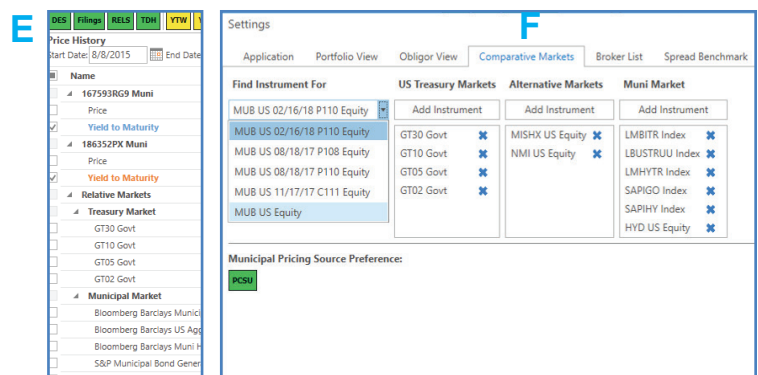 E
DES Filings RELS TDH YTW
Price History
Start Date: 8/8/2015 End Date
Name
167593RG9 Muni
Price
Yield to Maturity
186352PX Muni
Price
Yield to Maturity
Relative Markets
Treasury Market
GT30 Govt
GT10 Govt
GT05 Govt
GT02 Govt
Municipal Market
Bloomberg Barclays Munici
Bloomberg Barclays US Agg
Bloomberg Barclays Muni H
S&P Municipal Bond Gener
F
Settings
Application Portfolio View Obligor View Comparative Markets Broker List Spread Benchmark
Find Instrument For US Treasury Markets Alternative Markets Muni Market
MUB US 02/16/18 P110 Equity Add Instrument Add Instrument Add Instrument
MUB US 02/16/18 P110 Equity GT30 Govt MISHX US Equity LMBITR Index
MUB US 08/18/17 P108 Equity GT10 Govt NMI US Equity LBUSTRUU Index
MUB US 08/18/17 P110 Equity GT05 Govt LMHYTR Index
MUB US 11/17/17 C111 Equity GT02 Govt SAPIGO Index
MUB US Equity SAPIHY Index
HYD US Equity
Municipal Pricing Source Preference:
PCSU